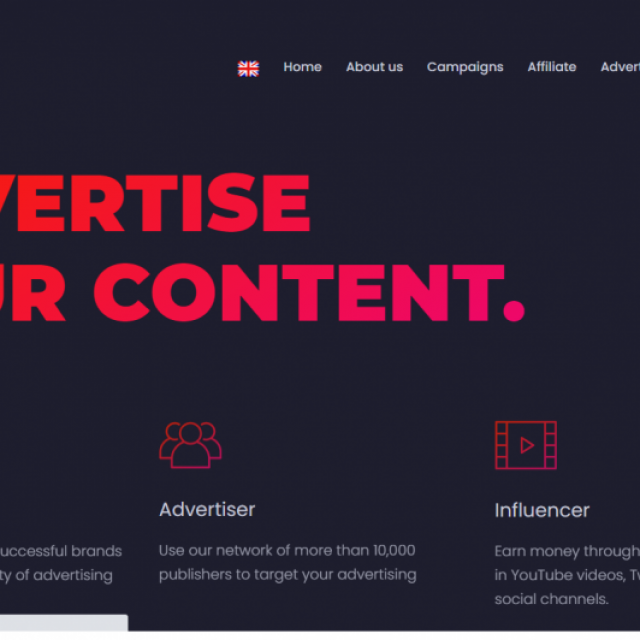 Home About us Campaigns Affiliate Advert
VERTISE
UR CONTENT.
Advertiser
Influencer
uccessful brands
ty of advertising
Use our network of more than 10,000
publishers to target your advertising
Earn money through
in YouTube videos, Tw
social channels.